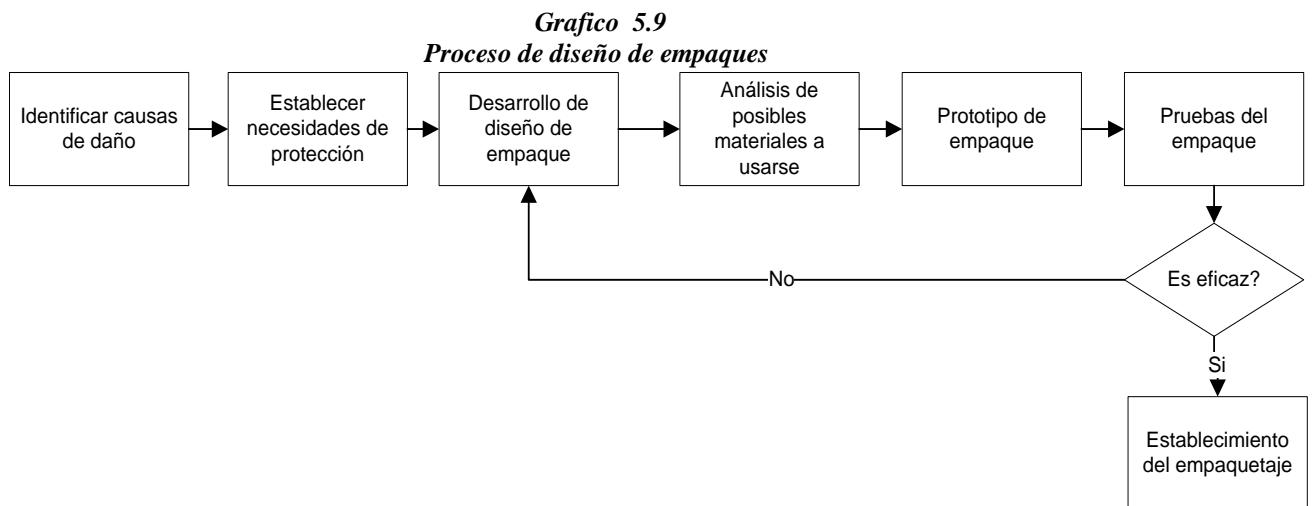 Grafico 5.9
Proceso de diseño de empaques
Identificar causas
de daño
Establecer
necesidades de
protección
Desarrollo de
diseño de
empaque
Análisis de
posibles
materiales a
usarse
Prototipo de
empaque
Pruebas del
empaque
Es eficaz?
No
Si
Establecimiento
del empaquetaje